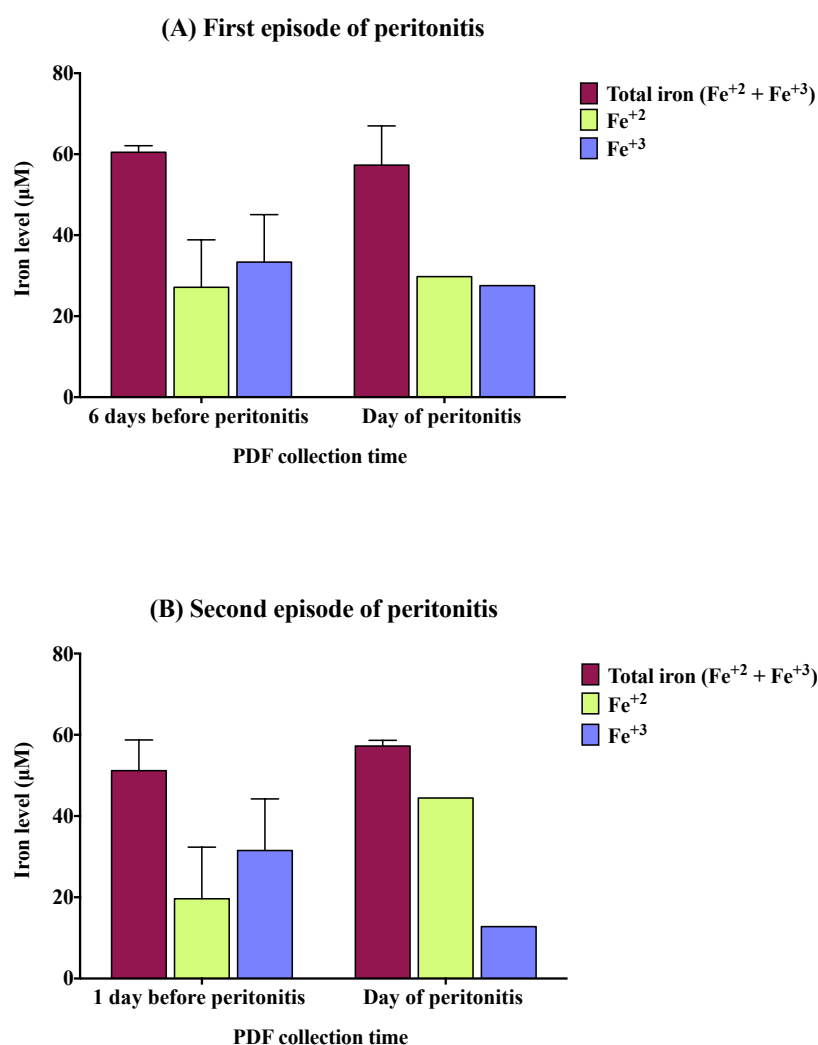 (A) First episode of peritonitis
80
60
40
20
0
Iron level (µM)
6 days before peritonitis
Day of peritonitis
PDF collection time
Total iron (Fe+2 + Fe+3)
Fe+2
Fe+3
(B) Second episode of peritonitis
80
60
40
20
0
Iron level (µM)
1 day before peritonitis
Day of peritonitis
PDF collection time
Total iron (Fe+2 + Fe+3)
Fe+2
Fe+3